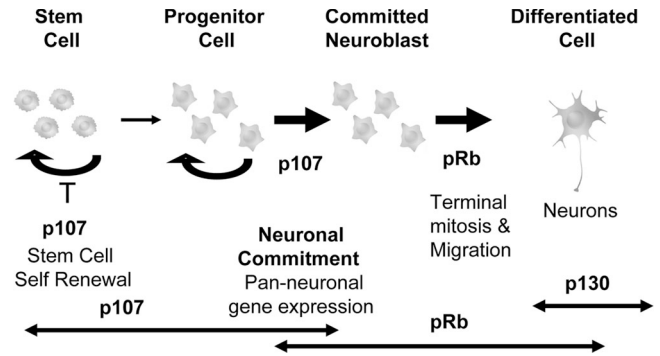 Stem
Cell
Progenitor
Cell
Committed
Neuroblast
Differentiated
Cell
p107
pRb
p107
Stem Cell
Self Renewal
Neuronal
Commitment
Pan-neuronal
gene expression
Terminal
mitosis &
Migration
Neurons
p130
p107
pRb